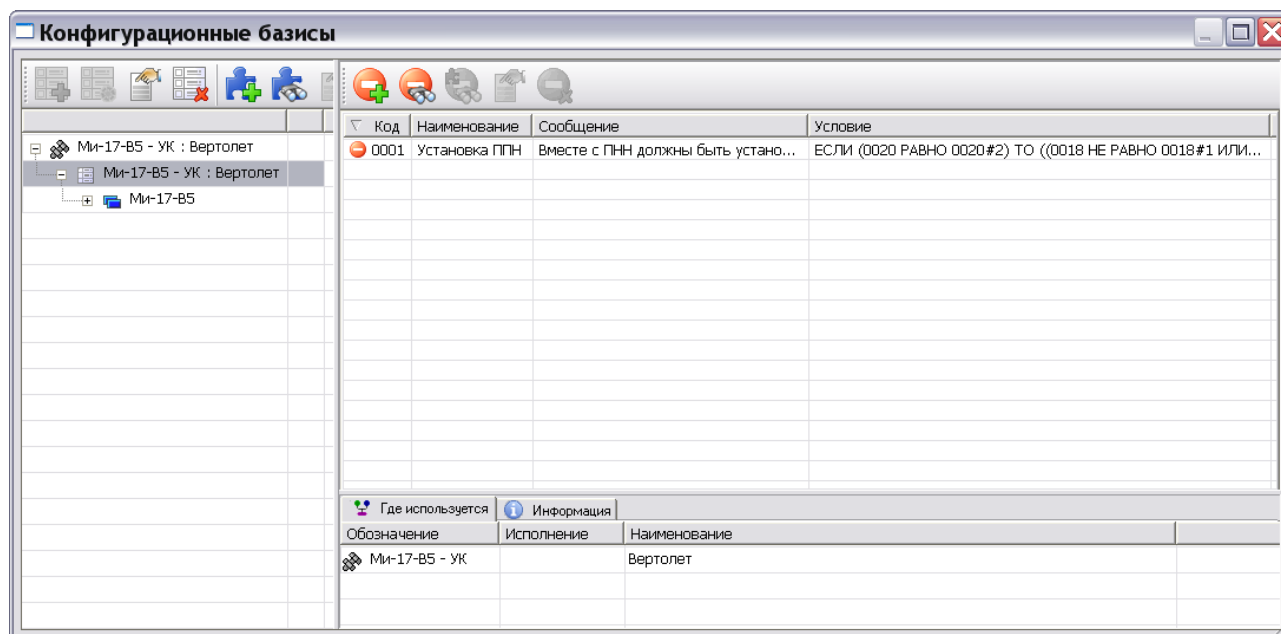 Конфигурационные базисы
Код Наименование Сообщение Условие
0001 Установка ППН Вместе с ПНН должны быть устано... ЕСЛИ (0020 РАВНО 0020#2) ТО ((0018 НЕ РАВНО 0018#1 ИЛИ...
Ми-17-В5 - УК : Вертолет
Ми-17-В5 - УК : Вертолет
Ми-17-В5
Где используется Информация
Обозначение Исполнение Наименование
Ми-17-В5 - УК Вертолет